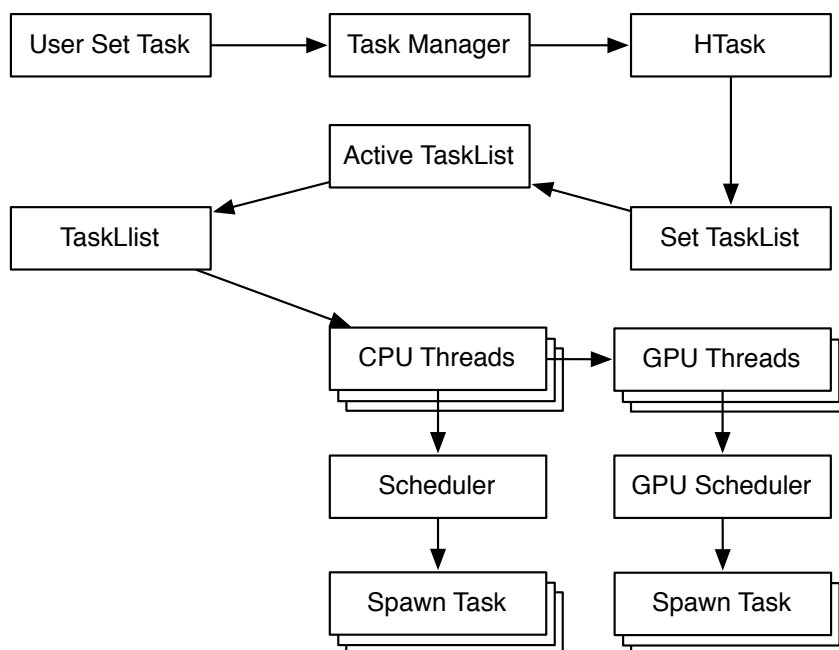 User Set Task
Task Manager
HTask
Active TaskList
TaskLlist
Set TaskList
CPU Threads
GPU Threads
Scheduler
GPU Scheduler
Spawn Task
Spawn Task